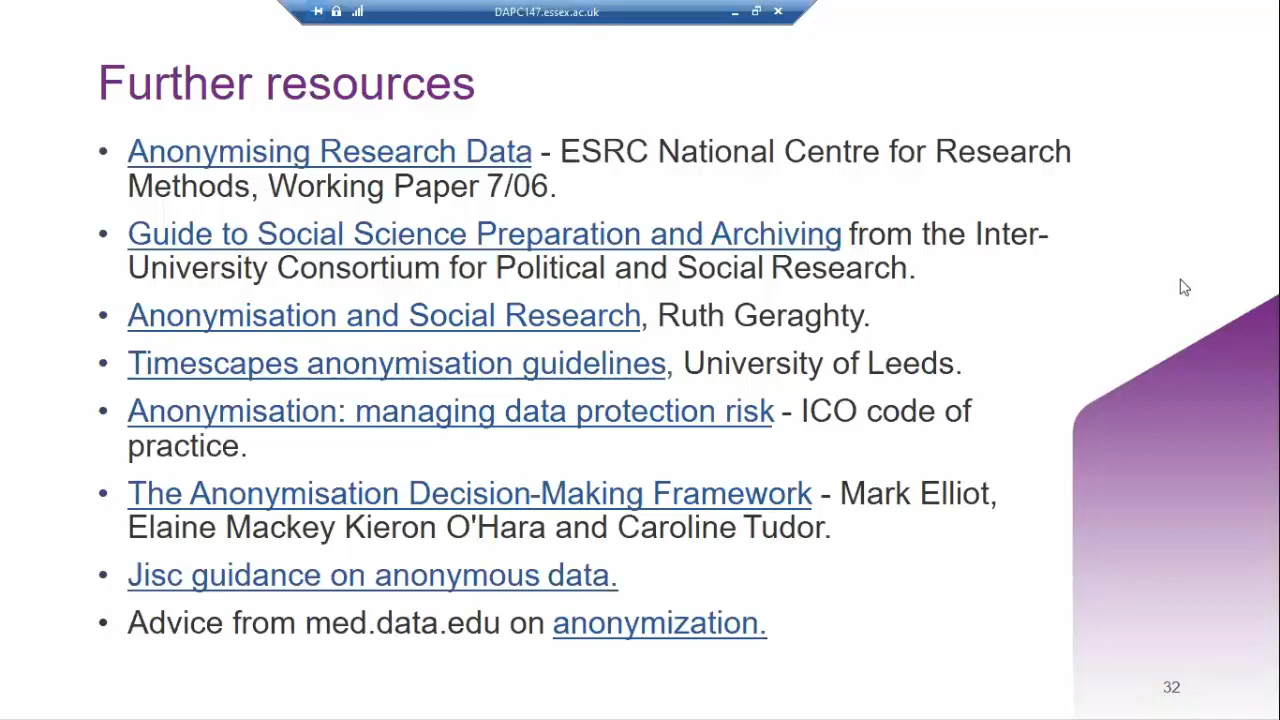 DAPC147.essex.ac.uk
Further resources
• Anonymising Research Data - ESRC National Centre for Research
Methods, Working Paper 7/06.
• Guide to Social Science Preparation and Archiving from the Inter-
University Consortium for Political and Social Research.
• Anonymisation and Social Research, Ruth Geraghty.
• Timescapes anonymisation guidelines, University of Leeds.
• Anonymisation: managing data protection risk - ICO code of
practice.
• The Anonymisation Decision-Making Framework - Mark Elliot,
Elaine Mackey Kieron O'Hara and Caroline Tudor.
• Jisc guidance on anonymous data.
• Advice from med.data.edu on anonymization.
32